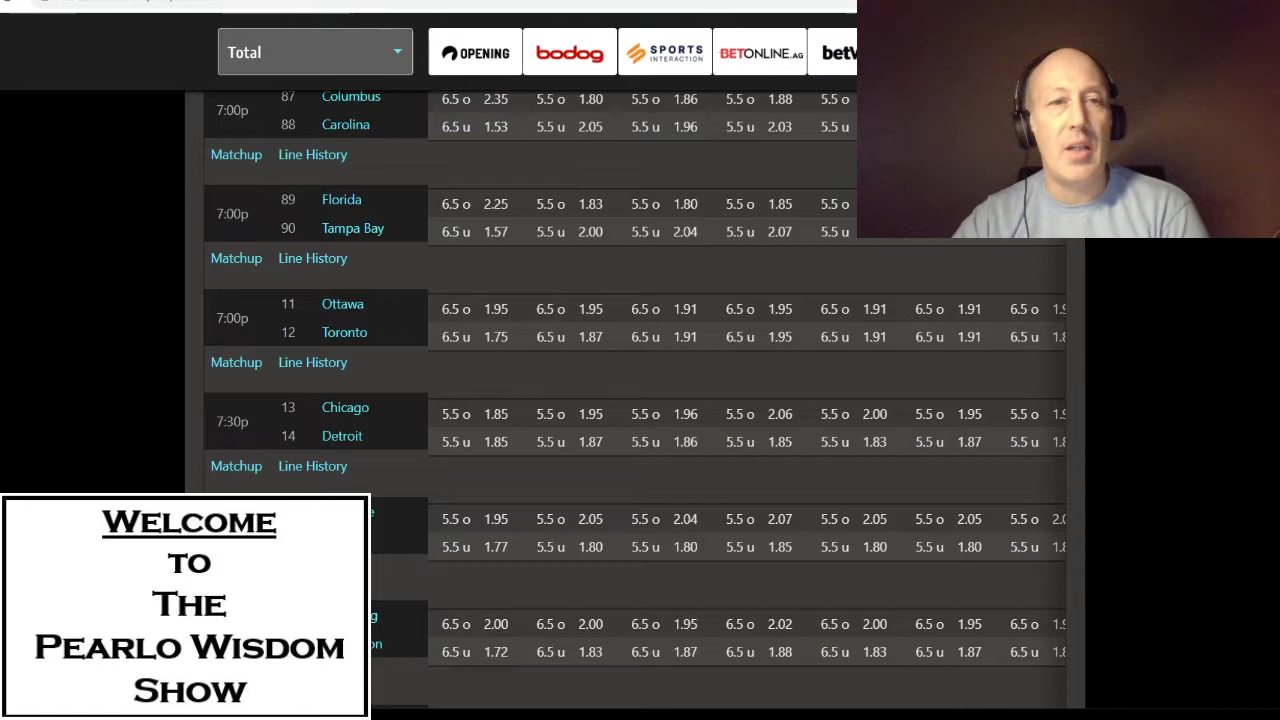 Total OPENING bodog SPORTS INTERACTION BETONLINE.AG
87 Columbus 6.5 o 2.35 5.5 o 1.80 5.5 o 1.86 5.5 o 1.88 5.5 o
7:00p
88 Carolina 6.5 u 1.53 5.5 u 2.05 5.5 u 1.96 5.5 u 2.03 5.5 u
Matchup Line History
89 Florida 6.5 o 2.25 5.5 o 1.83 5.5 o 1.80 5.5 o 1.85 5.5 o
7:00p
90 Tampa Bay 6.5 u 1.57 5.5 u 2.00 5.5 u 2.04 5.5 u 2.07 5.5 u
Matchup Line History
11 Ottawa 6.5 o 1.95 6.5 o 1.95 6.5 o 1.91 6.5 o 1.95 6.5 o 1.91 6.5 o 1.91 6.5 o
7:00p
12 Toronto 6.5 u 1.75 6.5 u 1.87 6.5 u 1.91 6.5 u 1.95 6.5 u 1.91 6.5 u 1.91 6.5 u
Matchup Line History
13 Chicago 5.5 o 1.85 5.5 o 1.95 5.5 o 1.96 5.5 o 2.06 5.5 o 2.00 5.5 o 1.95 5.5 o
7:30p
14 Detroit 5.5 u 1.85 5.5 u 1.87 5.5 u 1.86 5.5 u 1.85 5.5 u 1.83 5.5 u 1.87 5.5 u
Matchup Line History
5.5 o 1.95 5.5 o 2.05 5.5 o 2.04 5.5 o 2.07 5.5 o 2.05 5.5 o 2.05 5.5 o
5.5 u 1.77 5.5 u 1.80 5.5 u 1.80 5.5 u 1.85 5.5 u 1.80 5.5 u 1.80 5.5 u
6.5 o 2.00 6.5 o 2.00 6.5 o 1.95 6.5 o 2.02 6.5 o 2.00 6.5 o 1.95 6.5 o
6.5 u 1.72 6.5 u 1.83 6.5 u 1.87 6.5 u 1.88 6.5 u 1.83 6.5 u 1.87 6.5 u
Welcome
to
The
Pearlo Wisdom
Show